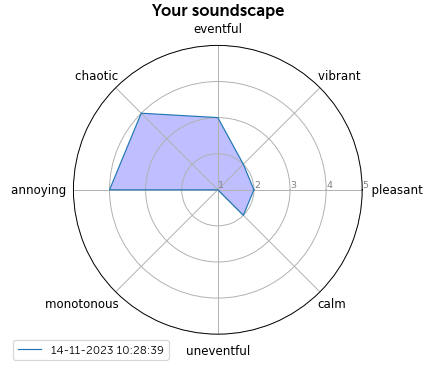 Your soundscape
eventful
chaotic
vibrant
annoying
1 2 3 4 5
pleasant
monotonous
calm
uneventful
14-11-2023 10:28:39